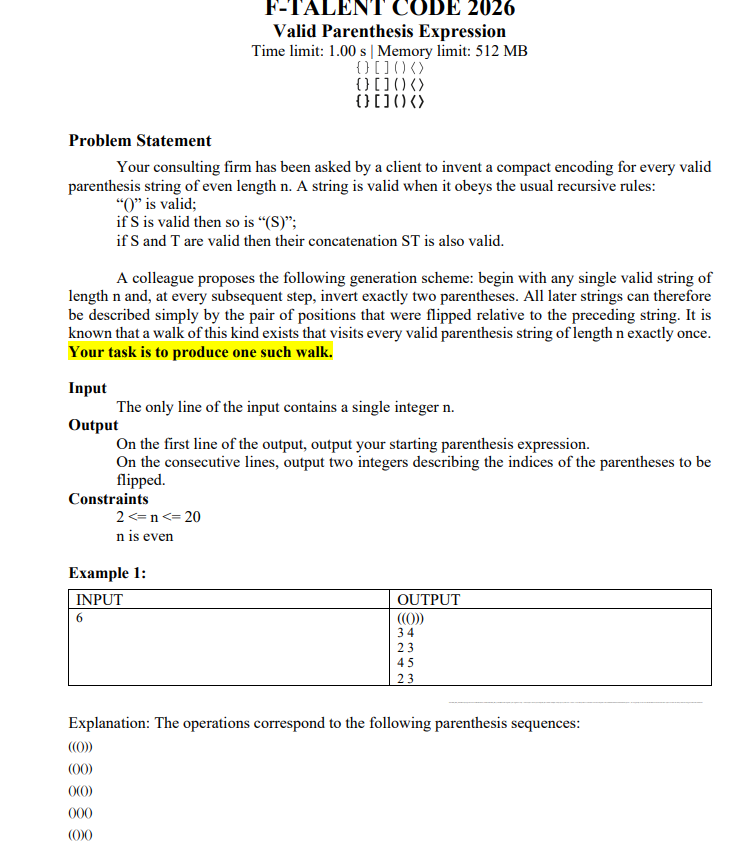 F-TALENT CODE 2026
Valid Parenthesis Expression
Time limit: 1.00 s | Memory limit: 512 MB
{}[]()<>
{}[]()<>
{}[]()<>
Problem Statement
Your consulting firm has been asked by a client to invent a compact encoding for every valid
parenthesis string of even length n. A string is valid when it obeys the usual recursive rules:
“()” is valid;
if S is valid then so is “(S)”;
if S and T are valid then their concatenation ST is also valid.
A colleague proposes the following generation scheme: begin with any single valid string of
length n and, at every subsequent step, invert exactly two parentheses. All later strings can therefore
be described simply by the pair of positions that were flipped relative to the preceding string. It is
known that a walk of this kind exists that visits every valid parenthesis string of length n exactly once.
Your task is to produce one such walk.
Input
The only line of the input contains a single integer n.
Output
On the first line of the output, output your starting parenthesis expression.
On the consecutive lines, output two integers describing the indices of the parentheses to be
flipped.
Constraints
2 <= n <= 20
n is even
Example 1:
INPUT OUTPUT
6 ((()))
3 4
2 3
4 5
2 3
Explanation: The operations correspond to the following parenthesis sequences:
((()))
(()())
()(())
()()()
(())()